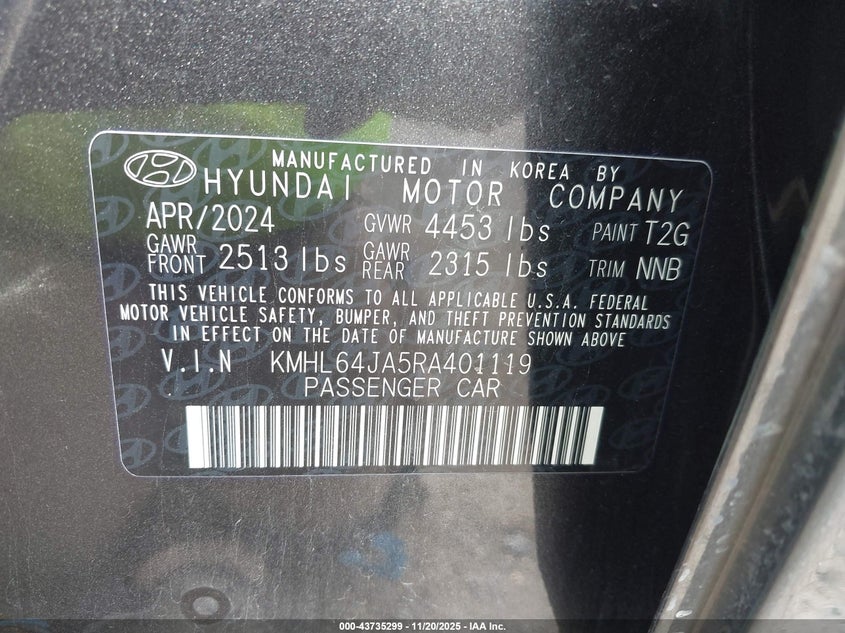 MANUFACTURED IN KOREA BY
HYUNDAI MOTOR COMPANY
APR/2024 GVWR 4453 lbs PAINT T2G
GAWR FRONT 2513 lbs GAWR REAR 2315 lbs TRIM NNB
THIS VEHICLE CONFORMS TO ALL APPLICABLE U.S.A. FEDERAL
MOTOR VEHICLE SAFETY, BUMPER, AND THEFT PREVENTION STANDARDS
IN EFFECT ON THE DATE OF MANUFACTURE SHOWN ABOVE
V.I.N KMHL64JA5RA401119
PASSENGER CAR
000-43735299 - 11/20/2025 - IAA Inc.